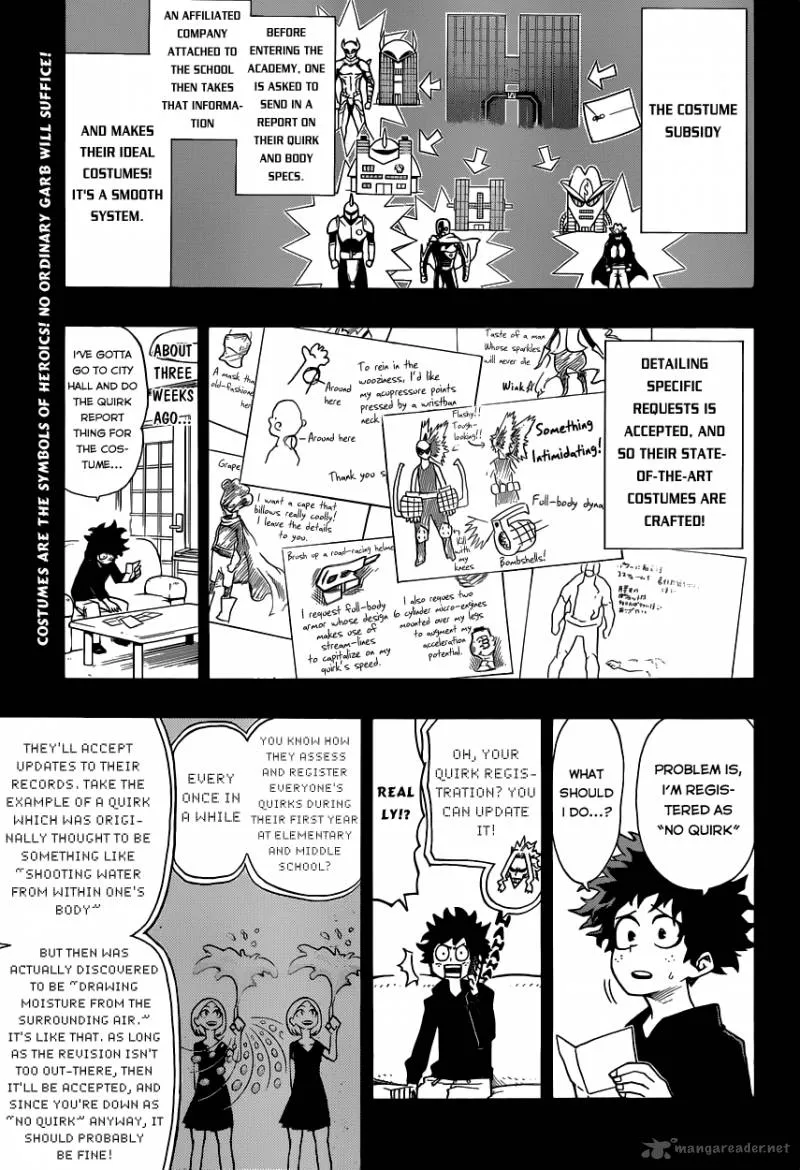 THE COSTUME
SUBSIDY
BEFORE
ENTERING THE
ACADEMY, ONE
IS ASKED TO
SEND IN A
REPORT ON
THEIR QUIRK
AND BODY
SPECS.
AN AFFILIATED
COMPANY
ATTACHED TO
THE SCHOOL
THEN TAKES
THAT INFORMA-
TION
AND MAKES
THEIR IDEAL
COSTUMES!
IT'S A SMOOTH
SYSTEM.
COSTUMES ARE THE SYMBOLS OF HEROICS! NO ORDINARY GARB WILL SUFFICE!
DETAILING
SPECIFIC
REQUESTS IS
ACCEPTED, AND
SO THEIR STATE-
OF-THE-ART
COSTUMES ARE
CRAFTED!
Taste of a man
Whose sparkles
will never die
Wink
A mask tha
old-fashione
her
Around
here
Around here
To rein in the
wooziness, I'd like
my acupressure points
pressed by a wristban
neck
Thank you s
Flashy!!
Tough-
looking!!
Something
Intimidating!
Full-body dyna
Kill
with my
knees
Bombshells!
Grape
I want a cape that
billows really coolly!
I leave the details
to you.
Brush up a road-racing helme
I request full-body
armor whose design
makes use of
stream-lines
to capitalize on my
quirk's speed.
I also reques two
6 cylinder micro-engines
mounted over my legs
to augment my
acceleration
potential.
ABOUT
THREE
WEEKS
AGO...
I'VE GOTTA
GO TO CITY
HALL AND DO
THE QUIRK
REPORT
THING FOR
THE COS-
TUME...
PROBLEM IS,
I'M REGIS-
TERED AS
"NO QUIRK"
WHAT
SHOULD
I DO...?
OH, YOUR
QUIRK REGIS-
TRATION? YOU
CAN UPDATE
IT!
REAL
LY!?
YOU KNOW HOW
THEY ASSESS
AND REGISTER
EVERYONE'S
QUIRKS DURING
THEIR FIRST YEAR
AT ELEMENTARY
AND MIDDLE
SCHOOL?
EVERY
ONCE IN
A WHILE
THEY'LL ACCEPT
UPDATES TO THEIR
RECORDS. TAKE THE
EXAMPLE OF A QUIRK
WHICH WAS ORIGI-
NALLY THOUGHT TO BE
SOMETHING LIKE
"SHOOTING WATER
FROM WITHIN ONE'S
BODY"
BUT THEN WAS
ACTUALLY DISCOVERED
TO BE "DRAWING
MOISTURE FROM THE
SURROUNDING AIR."
IT'S LIKE THAT. AS LONG
AS THE REVISION ISN'T
TOO OUT-THERE, THEN
IT'LL BE ACCEPTED, AND
SINCE YOU'RE DOWN AS
"NO QUIRK" ANYWAY, IT
SHOULD PROBABLY
BE FINE!
mangareader.net